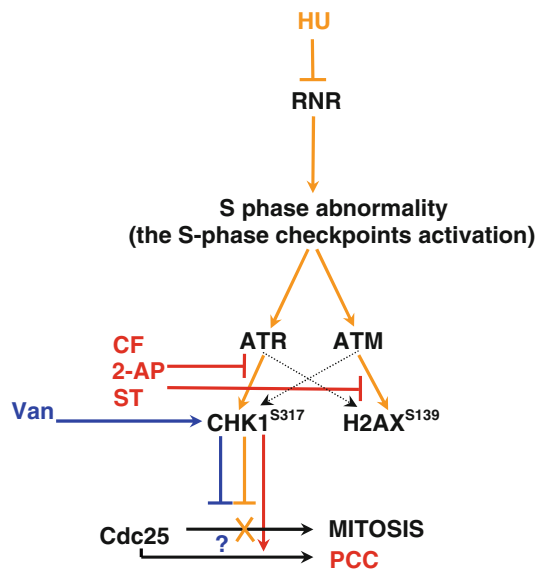 HU
RNR
S phase abnormality
(the S-phase checkpoints activation)
ATR ATM
CF
2-AP
ST
Van
CHK1S317 H2AXS139
Cdc25 MITOSIS
? PCC